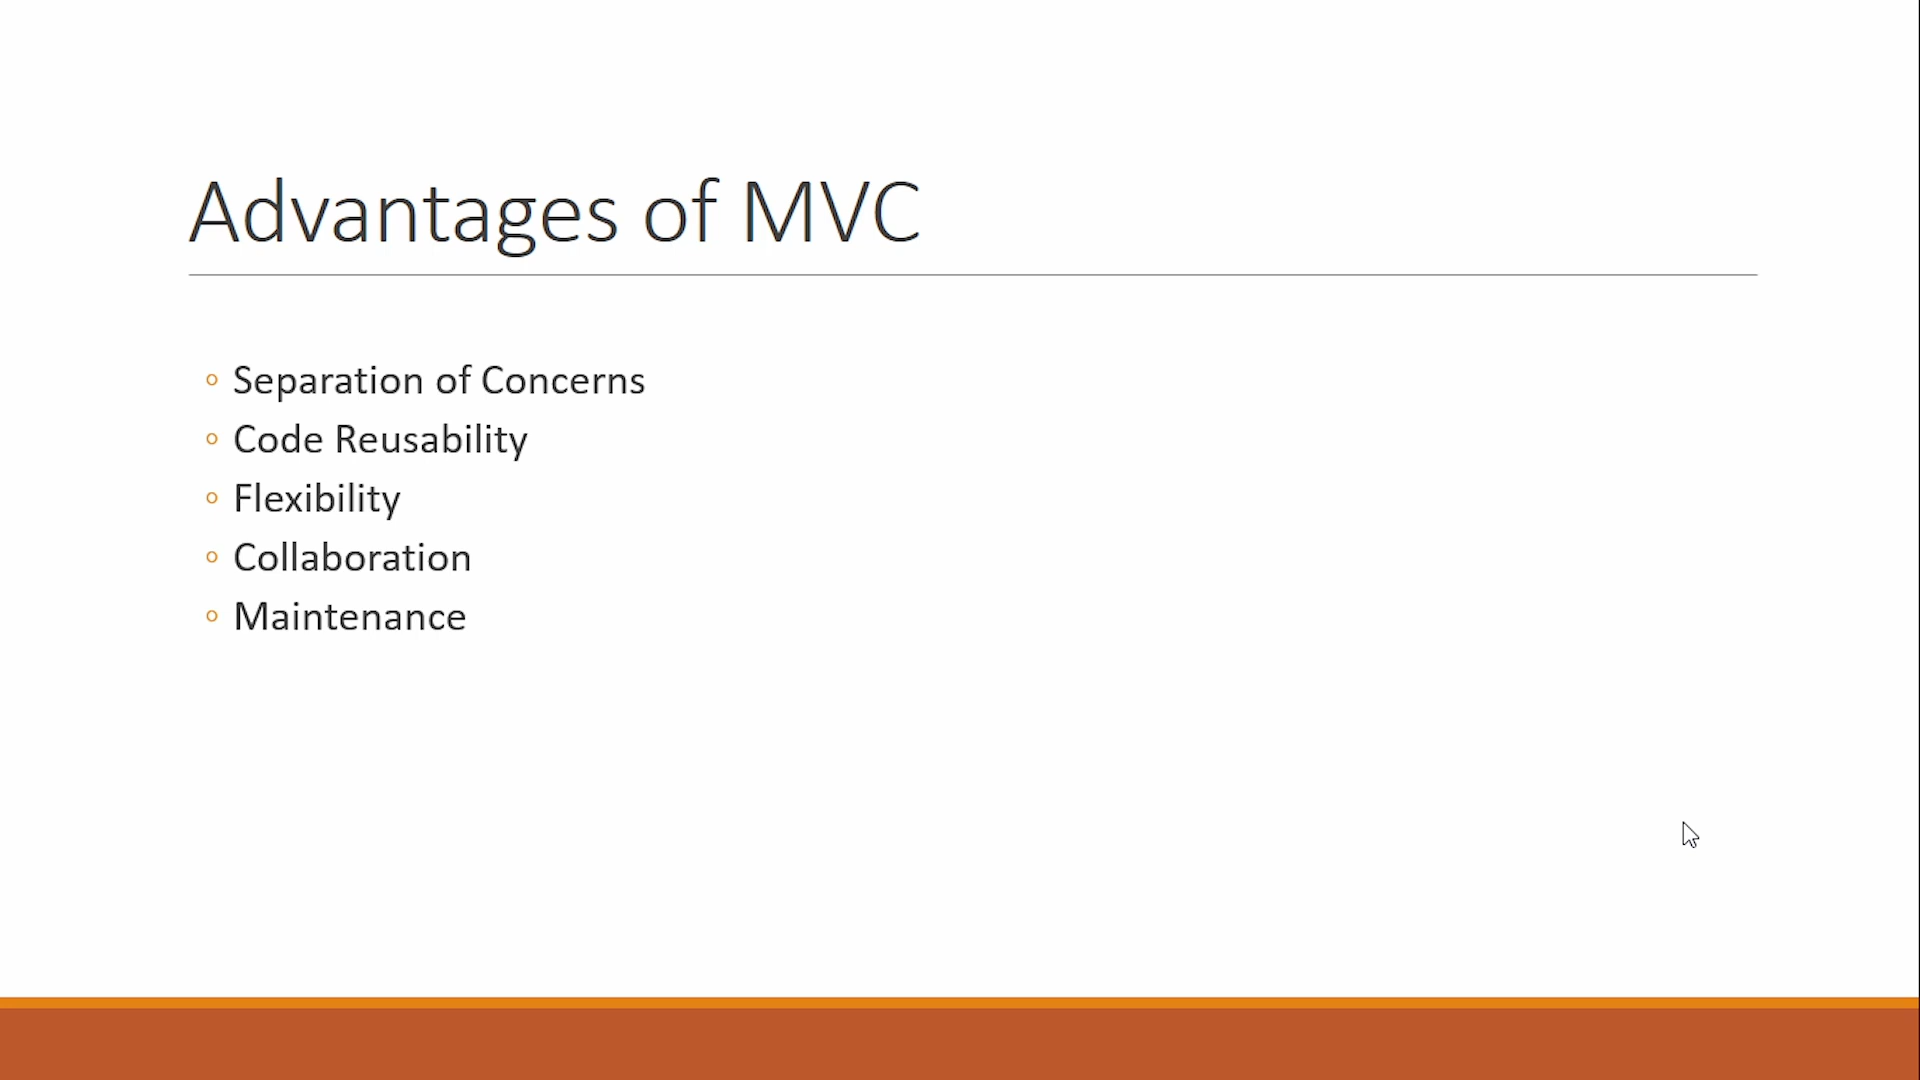 Advantages of MVC
Separation of Concerns
Code Reusability
Flexibility
Collaboration
Maintenance